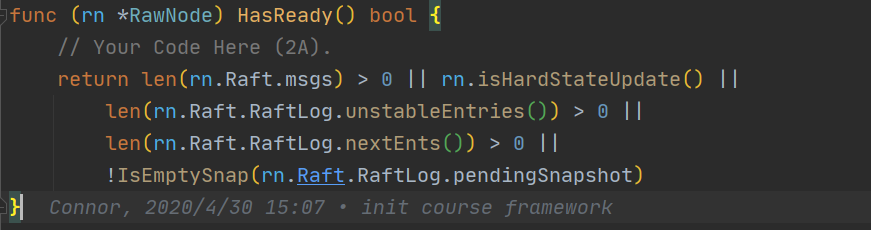 func (rn *RawNode) HasReady() bool {
    // Your Code Here (2A).
    return len(rn.Raft.msgs) > 0 || rn.isHardStateUpdate() ||
        len(rn.Raft.RaftLog.unstableEntries()) > 0 ||
        len(rn.Raft.RaftLog.nextEnts()) > 0 ||
        !IsEmptySnap(rn.Raft.RaftLog.pendingSnapshot)
}    Connor, 2020/4/30 15:07 • init course framework